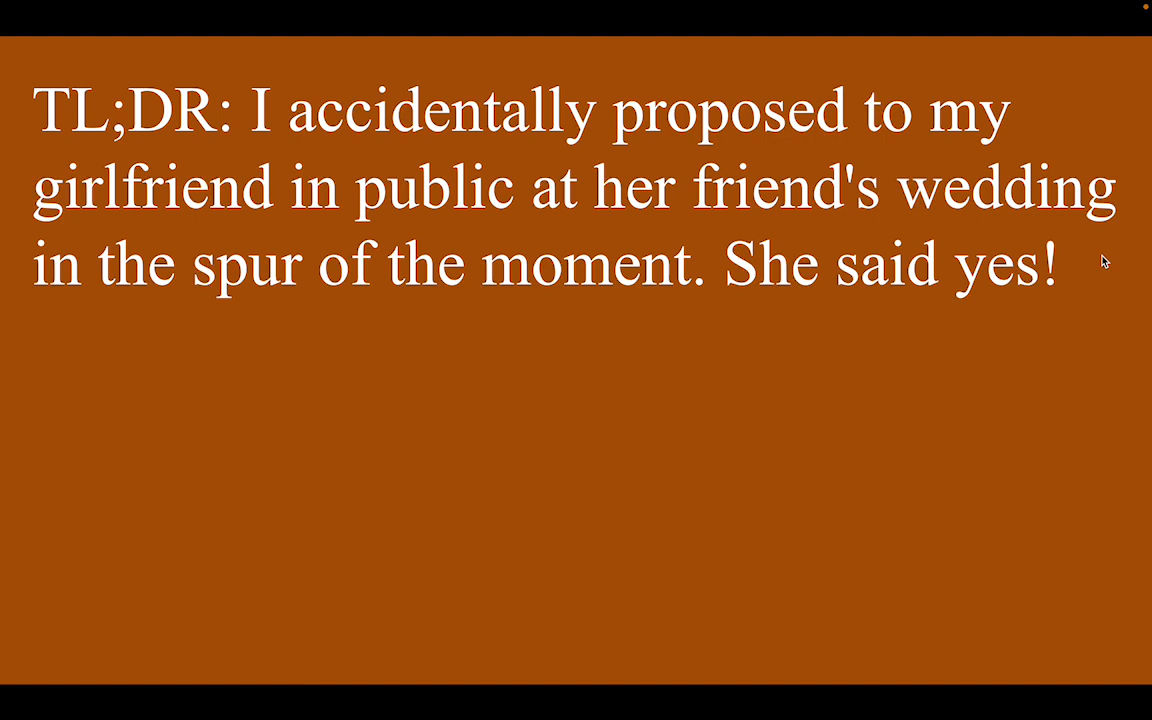 TL;DR: I accidentally proposed to my
girlfriend in public at her friend's wedding
in the spur of the moment. She said yes!